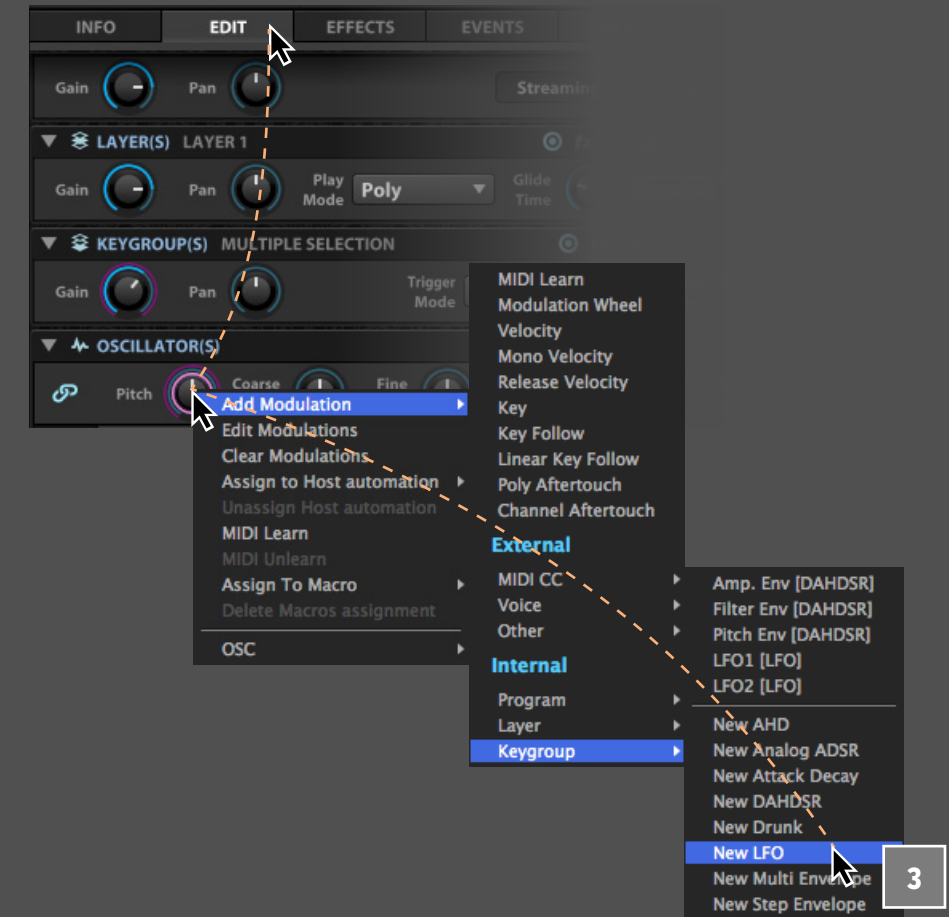 INFO EDIT EFFECTS EVENTS
Gain Pan Streaming
LAYER(S) LAYER 1
Gain Pan Play Mode Poly Glide Time
KEYGROUP(S) MULTIPLE SELECTION
Gain Pan Trigger Mode
OSCILLATOR(S)
Pitch Coarse Fine
Add Modulation
Edit Modulations
Clear Modulations
Assign to Host automation
Unassign Host automation
MIDI Learn
MIDI Unlearn
Assign To Macro
Delete Macros assignment
OSC
MIDI Learn
Modulation Wheel
Velocity
Mono Velocity
Release Velocity
Key
Key Follow
Linear Key Follow
Poly Aftertouch
Channel Aftertouch
External
MIDI CC
Voice
Other
Internal
Program
Layer
Keygroup
Amp. Env [DAHDSR]
Filter Env [DAHDSR]
Pitch Env [DAHDSR]
LFO1 [LFO]
LFO2 [LFO]
New AHD
New Analog ADSR
New Attack Decay
New DAHDSR
New Drunk
New LFO
New Multi Envelope
New Step Envelope
3